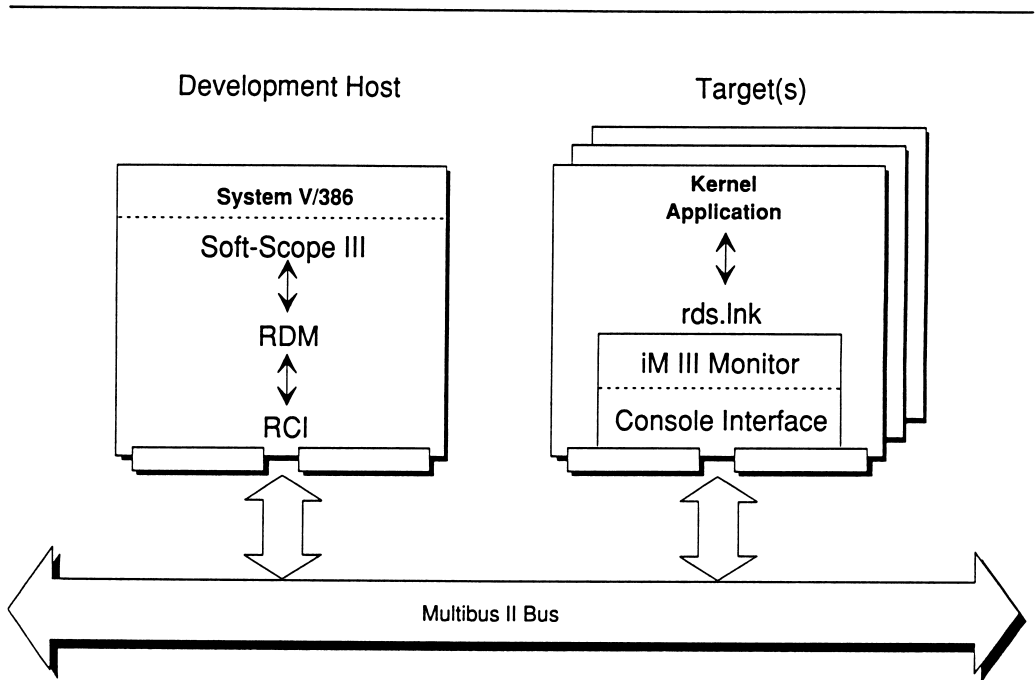 Development Host
System V/386
Soft-Scope III
RDM
RCI
Target(s)
Kernel
Application
rds.lnk
iM III Monitor
Console Interface
Multibus II Bus